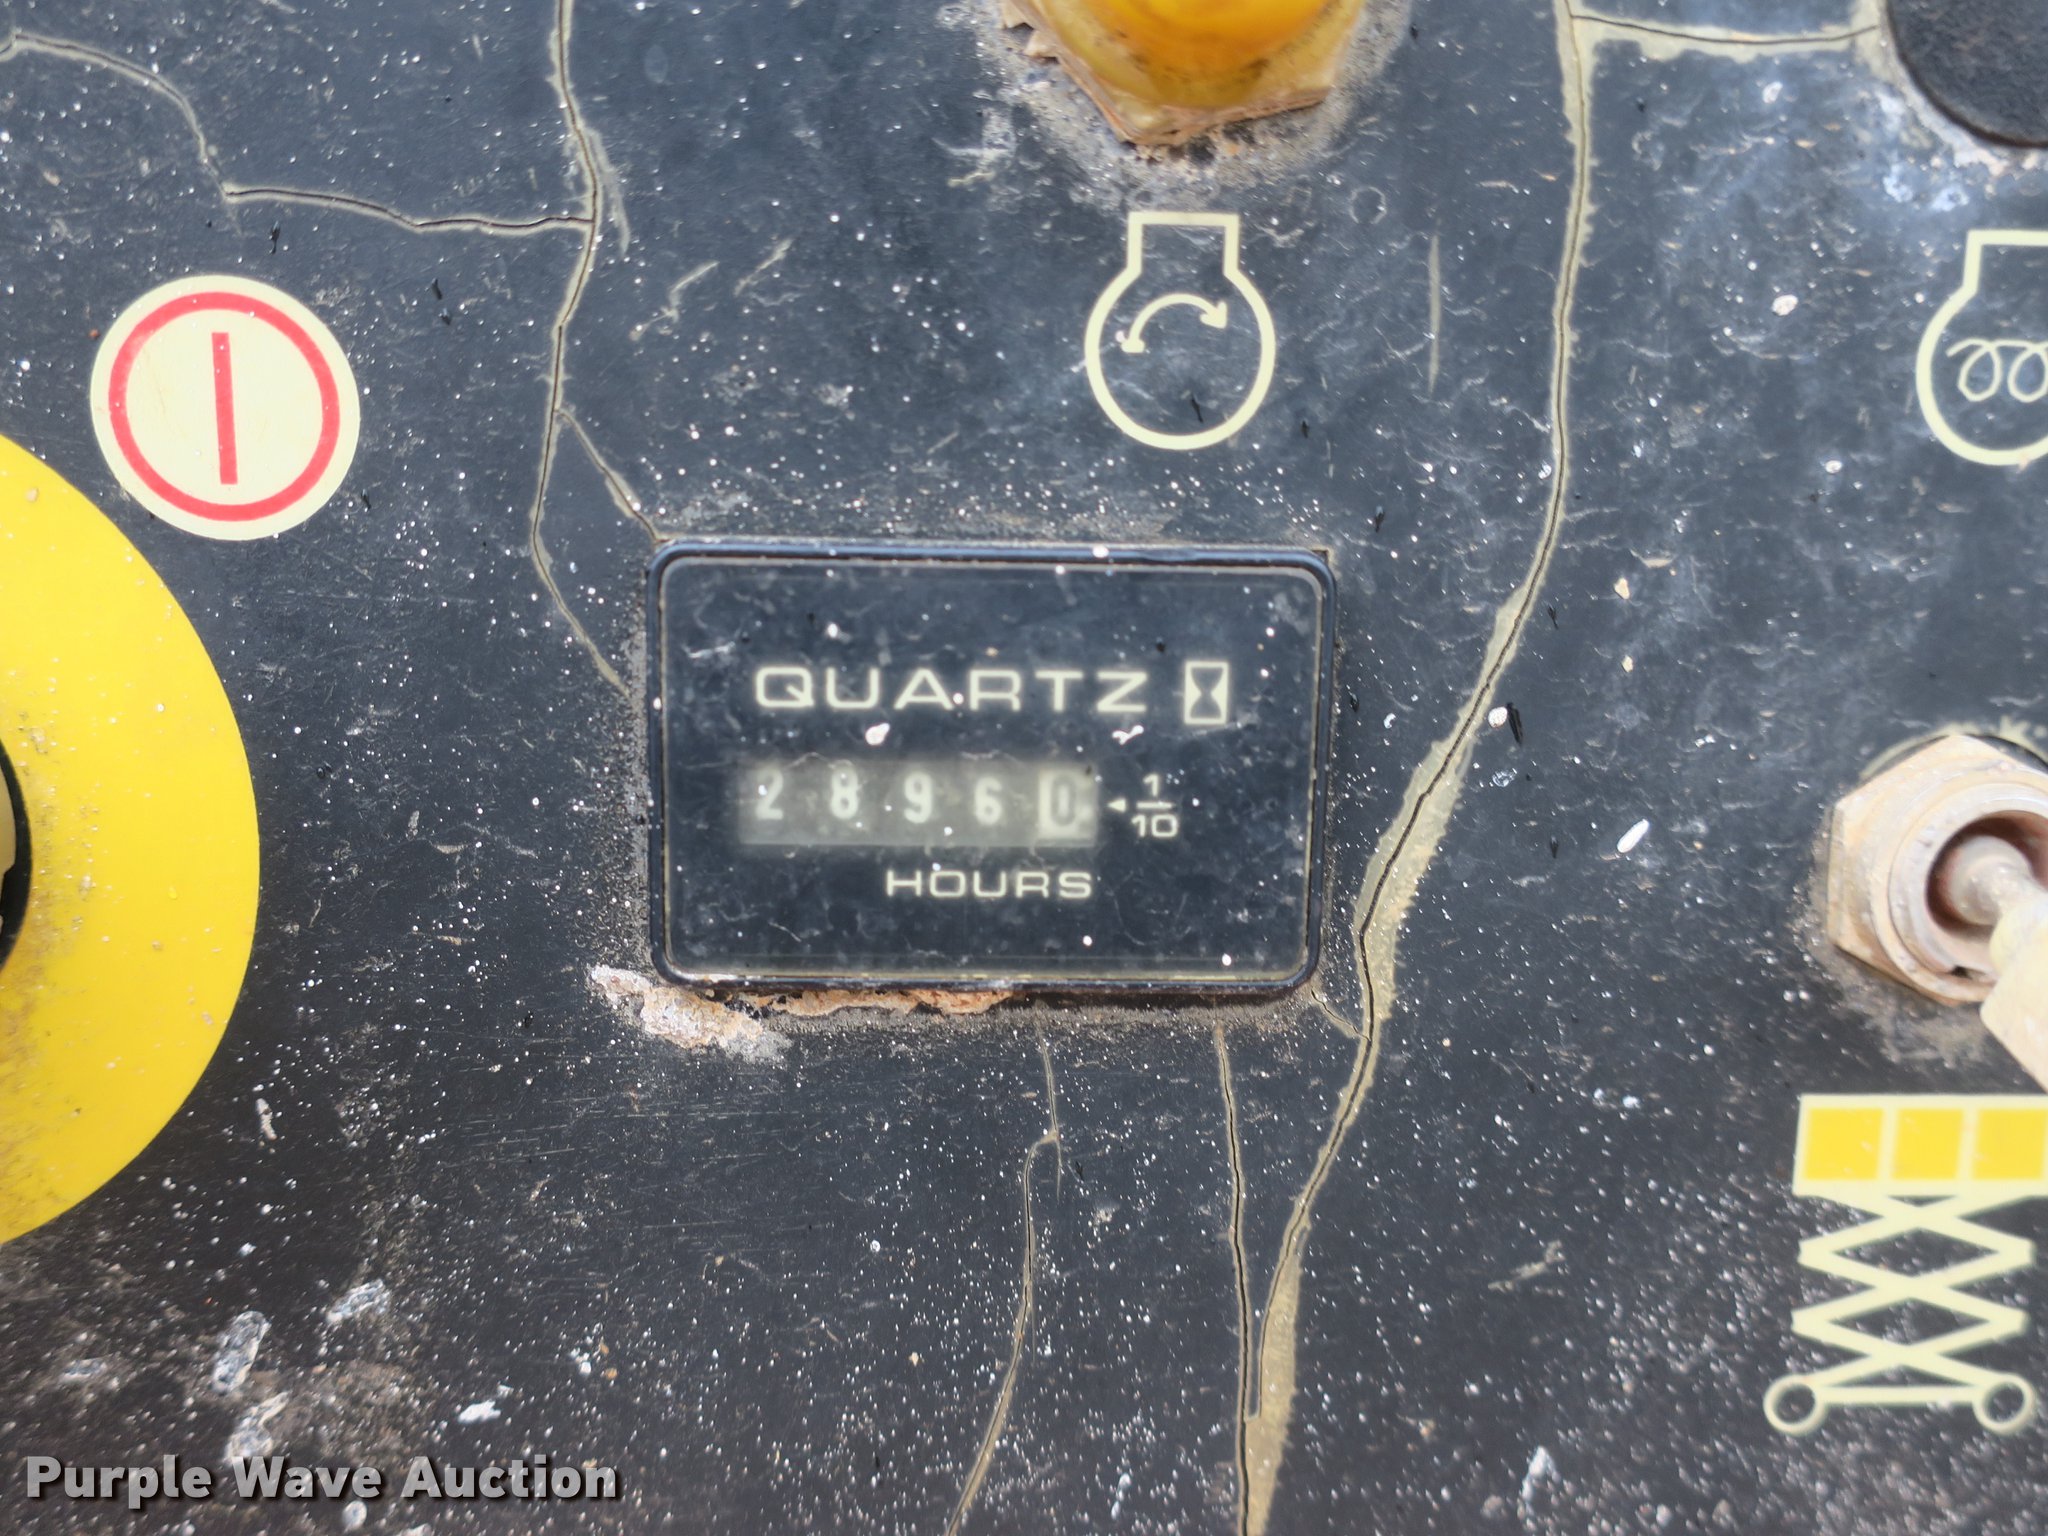 QUARTZ
28960 1/10
HOURS
Purple Wave Auction